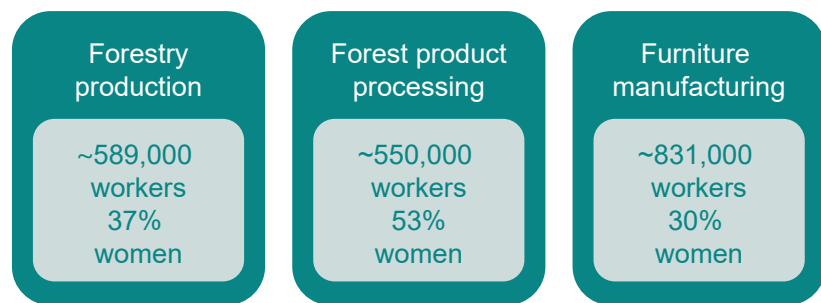 Forestry
production
~589,000
workers
37%
women
Forest product
processing
~550,000
workers
53%
women
Furniture
manufacturing
~831,000
workers
30%
women